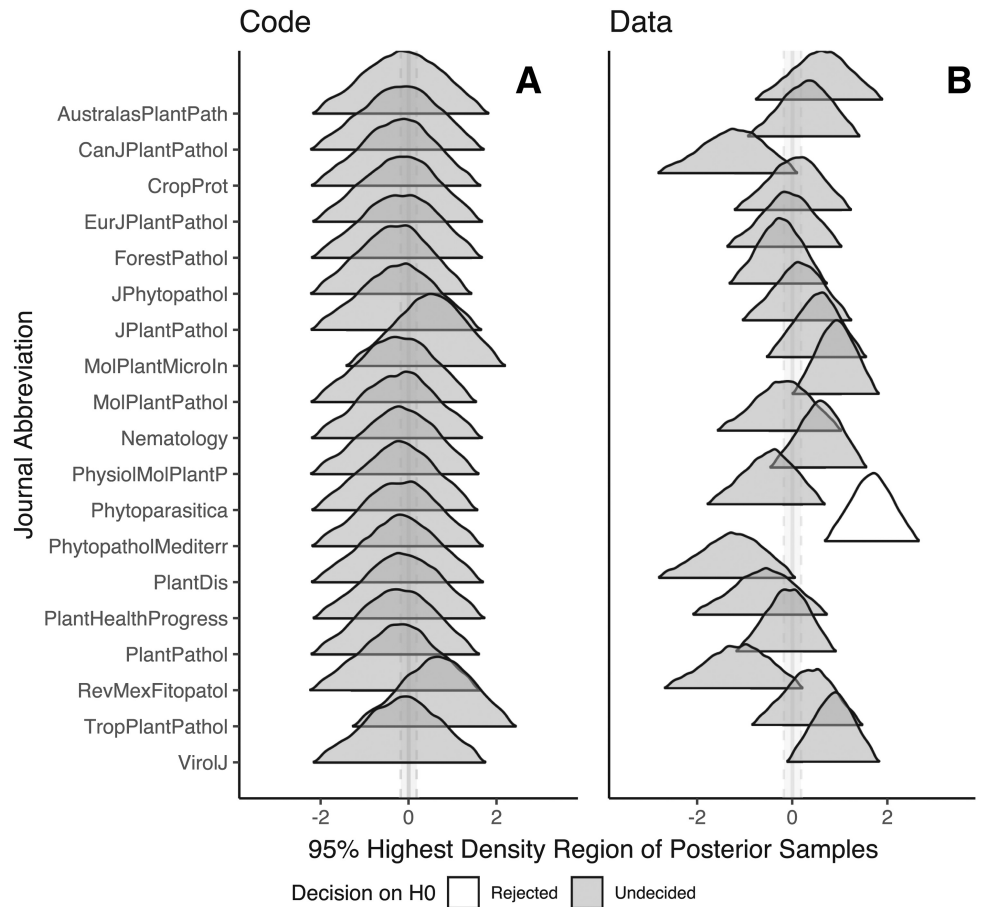 Code
Data
A
B
Journal Abbreviation
AustralasPlantPath
CanJPlantPathol
CropProt
EurJPlantPathol
ForestPathol
JPhytopathol
JPlantPathol
MolPlantMicroIn
MolPlantPathol
Nematology
PhysiolMolPlantP
Phytoparasitica
PhytopatholMediterr
PlantDis
PlantHealthProgress
PlantPathol
RevMexFitopatol
TropPlantPathol
VirolJ
-2 0 2
-2 0 2
95% Highest Density Region of Posterior Samples
Decision on H0 Rejected Undecided